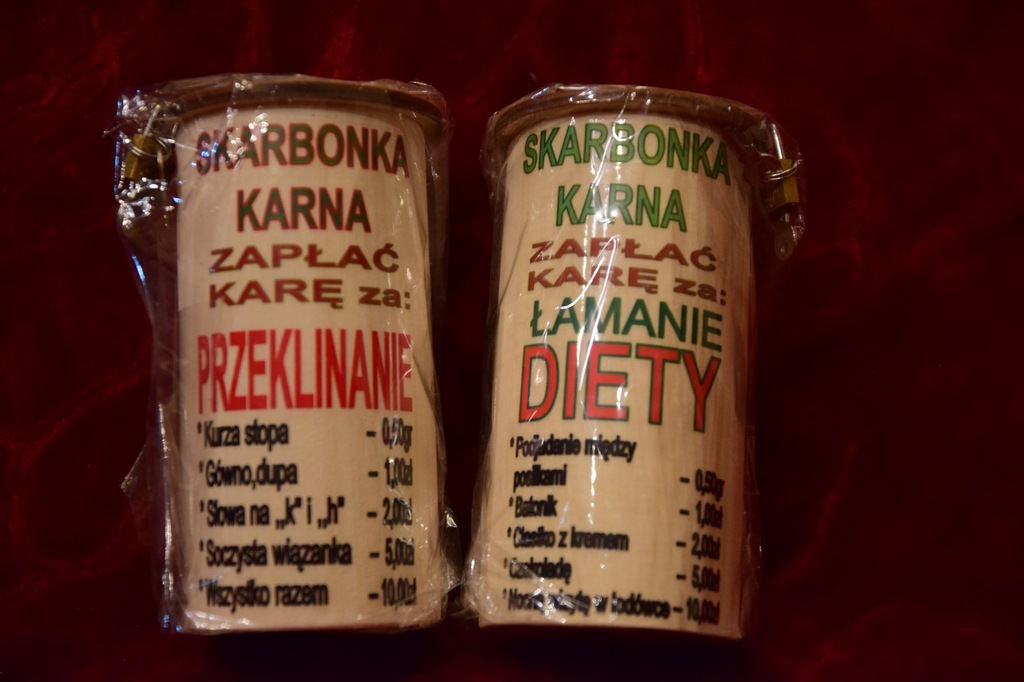 SKARBONKA
KARNA
ZAPŁAĆ
KARĘ za:
PRZEKLINANIE
* Kurza stopa – 0,50gr
* Gówno,dupa – 1,00zł
* Słowa na „k" i „h" – 2,00zł
* Soczysta wiązanka – 5,00zł
* Wszystko razem – 10,00zł
SKARBONKA
KARNA
ZAPŁAĆ
KARĘ za:
ŁAMANIE
DIETY
* Podjadanie między
posiłkami – 0,50gr
* Batonik – 1,00zł
* Ciastko z kremem – 2,00zł
* Czekoladę – 5,00zł
* w lodówce – 10,00zł